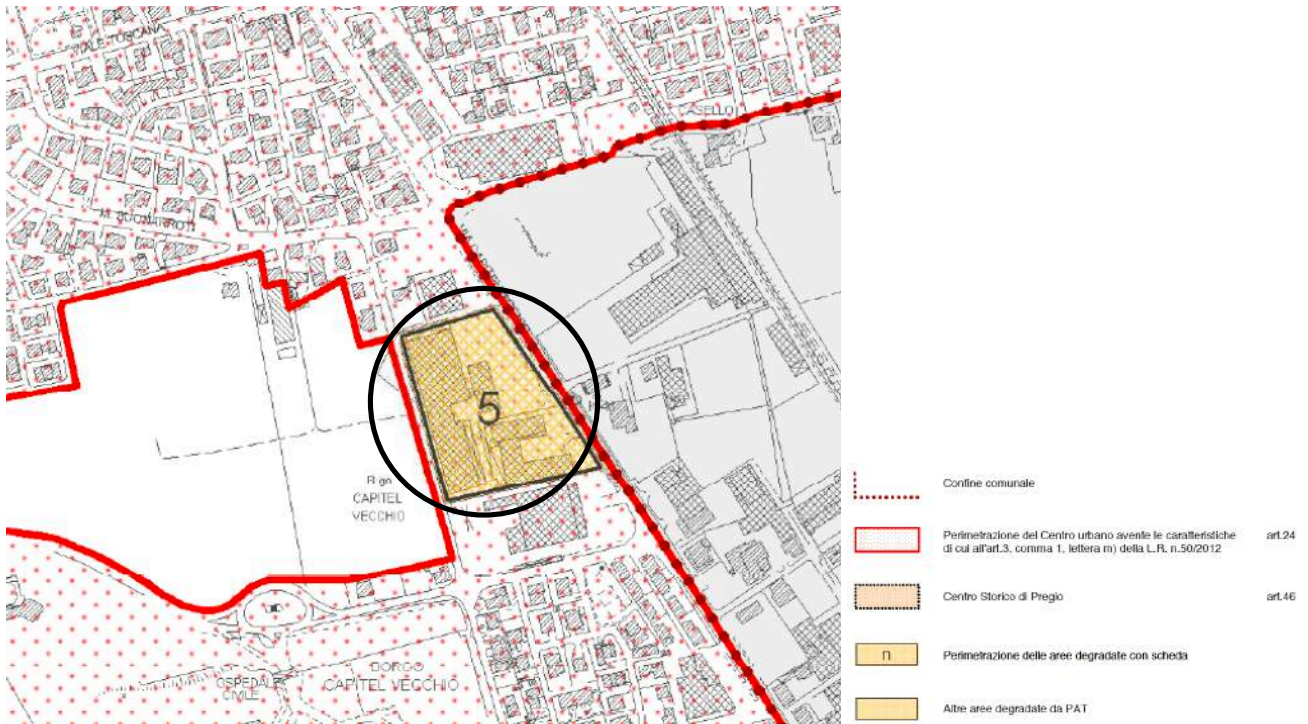 VIALE TOSCANA
CASELLO
M. BUONARROTI
5
B.go
CAPITEL
VECCHIO
BORGO
CAPITEL VECCHIO
OSPEDALE
CIVILE
Confine comunale
Perimetrazione del Centro urbano avente le caratteristiche art.24
di cui all'art.3, comma 1, lettera m) della L.R. n.50/2012
Centro Storico di Pregio art.46
n Perimetrazione delle aree degradate con scheda
Altre aree degradate da PAT